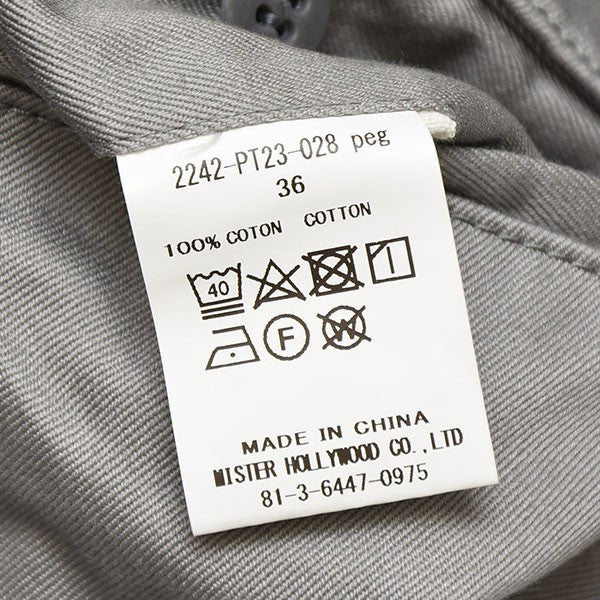 2242-PT23-028 peg
36
100% COTON COTTON
40
F W
MADE IN CHINA
MISTER HOLLYWOOD CO.,LTD
81-3-6447-0975